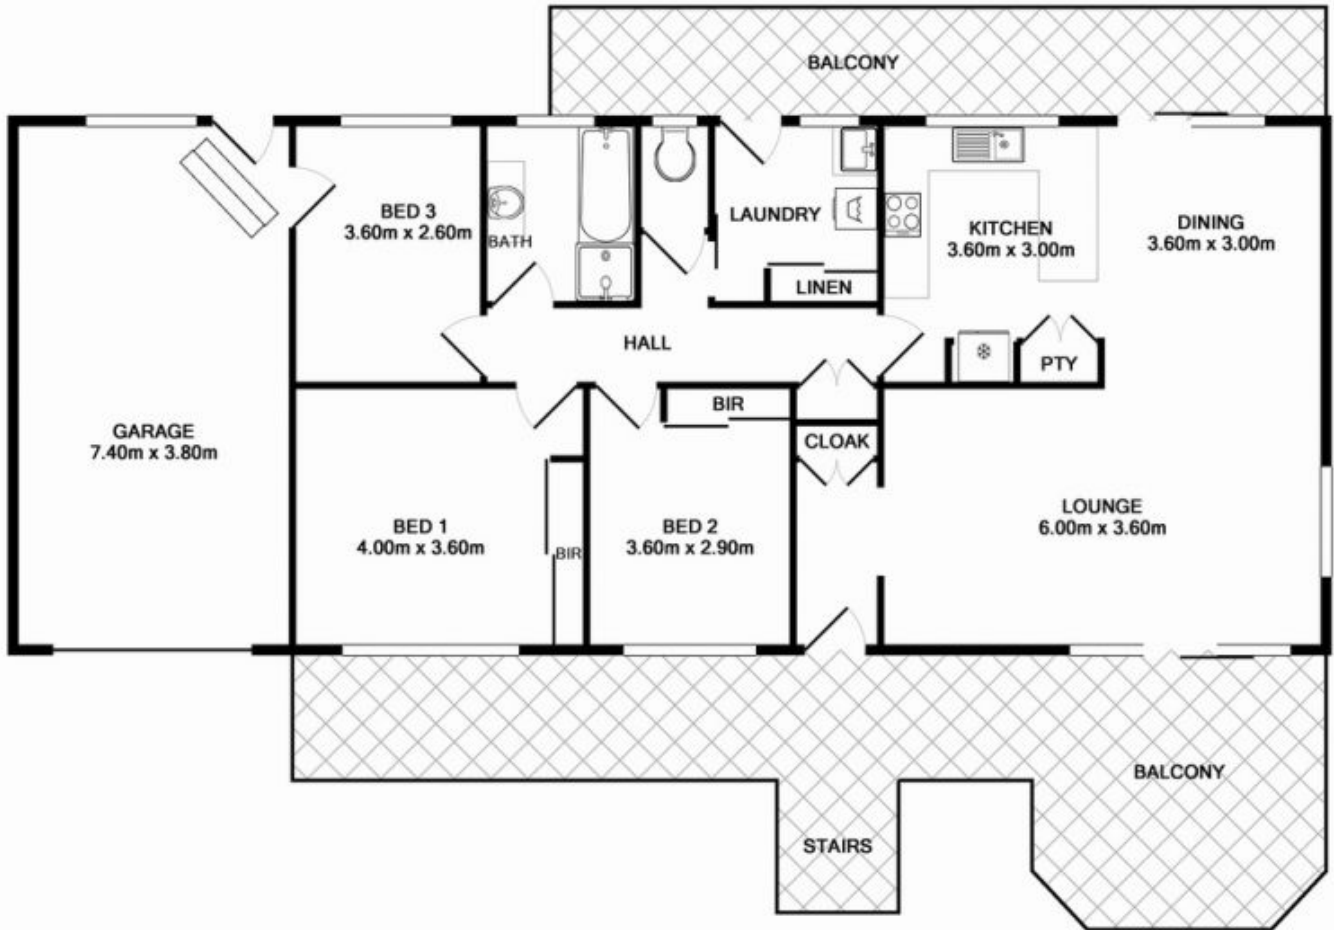 BALCONY
BED 3
3.60m x 2.60m
BATH
LAUNDRY
LINEN
KITCHEN
3.60m x 3.00m
DINING
3.60m x 3.00m
HALL
PTY
GARAGE
7.40m x 3.80m
BIR
CLOAK
BED 1
4.00m x 3.60m
BIR
BED 2
3.60m x 2.90m
LOUNGE
6.00m x 3.60m
BALCONY
STAIRS